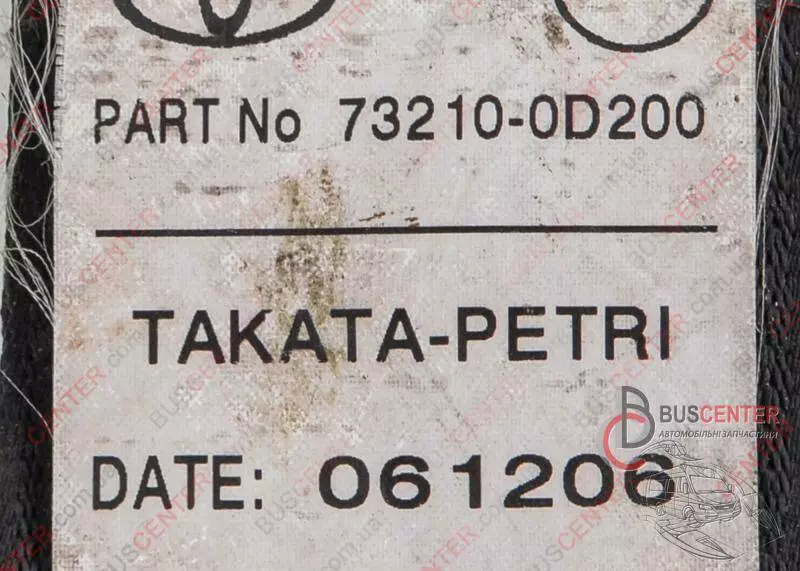 PART No 73210-0D200
TAKATA-PETRI
BUSCENTER
АВТОМОБІЛЬНІ ЗАПЧАСТИНИ
DATE: 061206